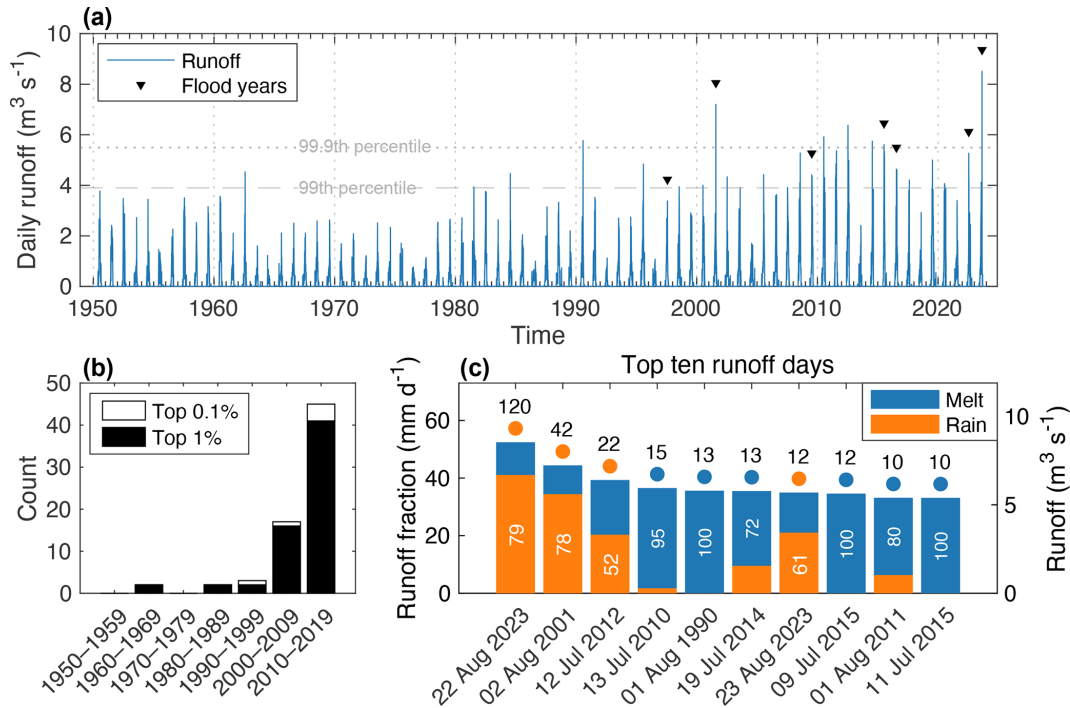 (a)
10
8
6
4
2
0
Daily runoff (m³ s⁻¹)
Runoff
Flood years
99.9th percentile
99th percentile
1950 1960 1970 1980 1990 2000 2010 2020
Time
(b)
50
40
30
20
10
0
Count
Top 0.1%
Top 1%
1950–1959
1960–1969
1970–1979
1980–1989
1990–1999
2000–2009
2010–2019
(c)
Top ten runoff days
Runoff fraction (mm d⁻¹)
60
40
20
0
Melt
Rain
120 42 22 15 13 13 12 12 10 10
79 78 52 95 100 72 61 100 80 100
10
5
0
Runoff (m³ s⁻¹)
22 Aug 2023
02 Aug 2001
12 Jul 2012
13 Jul 2010
01 Aug 1990
19 Jul 2014
23 Aug 2023
09 Jul 2015
01 Aug 2011
11 Jul 2015